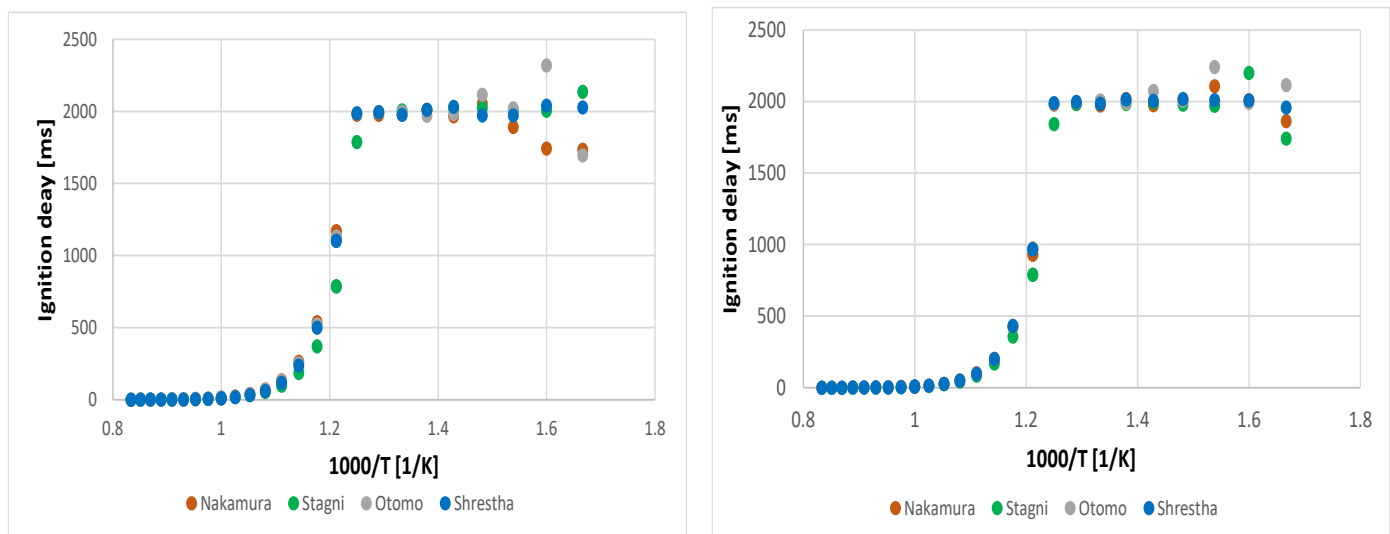 2500
2000
1500
1000
500
0
Ignition deay [ms]
0.8 1 1.2 1.4 1.6 1.8
1000/T [1/K]
Nakamura Stagni Otomo Shrestha
2500
2000
1500
1000
500
0
Ignition delay [ms]
0.8 1 1.2 1.4 1.6 1.8
1000/T [1/K]
Nakamura Stagni Otomo Shrestha